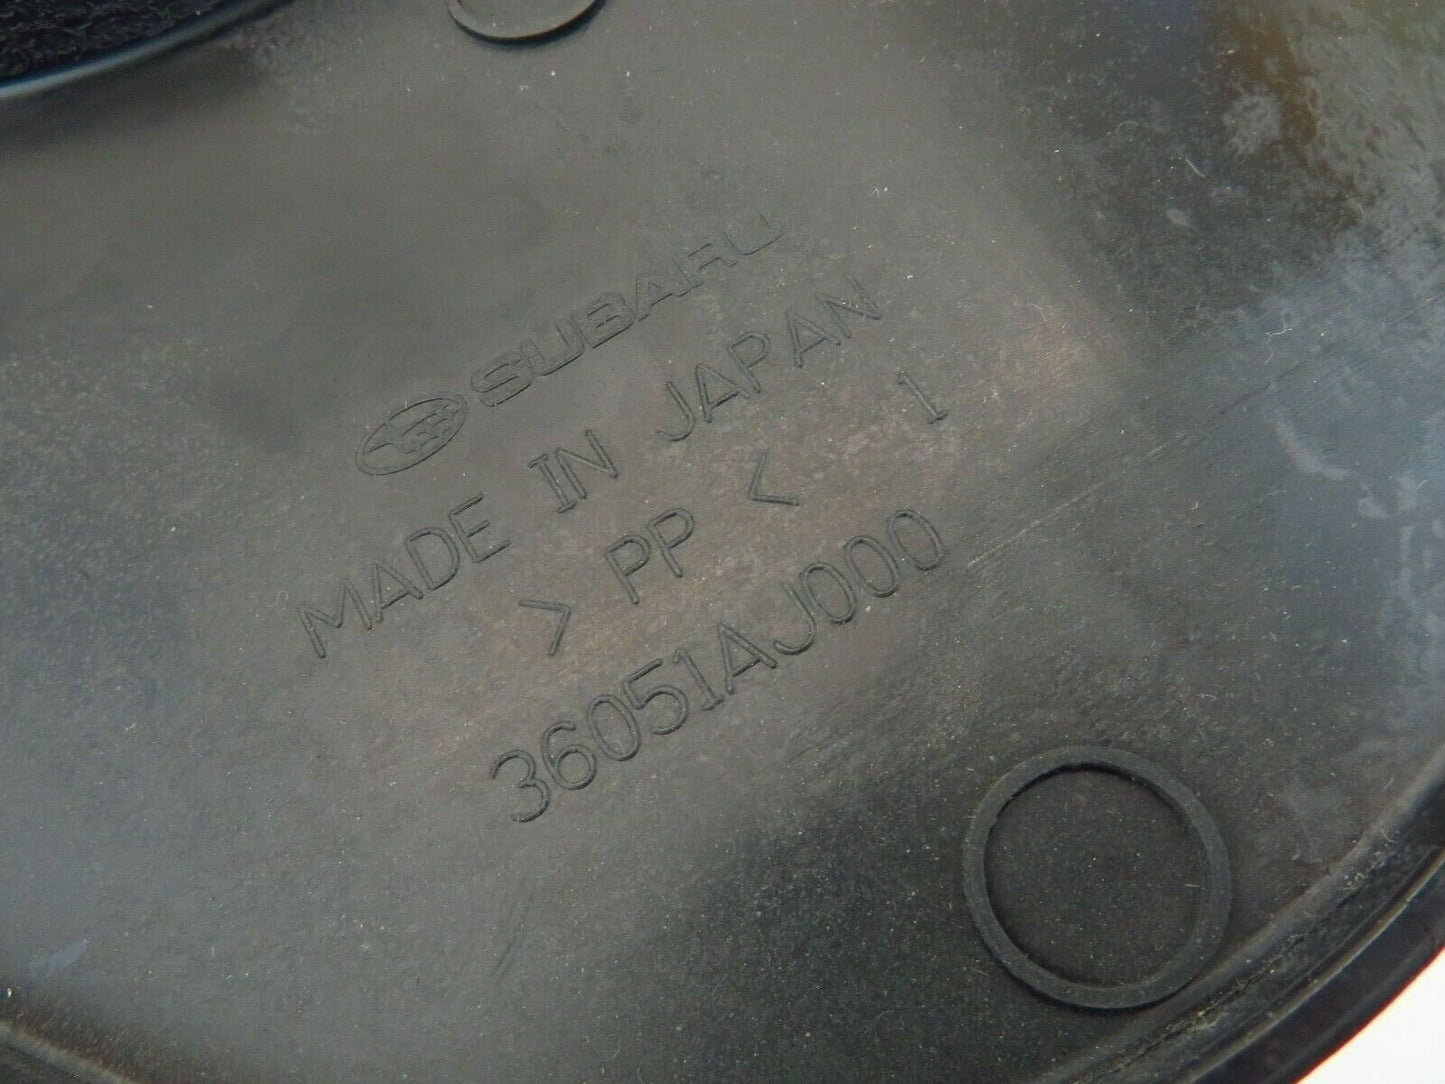 SUBARU
MADE IN JAPAN
> PP < 1
36051AJ000